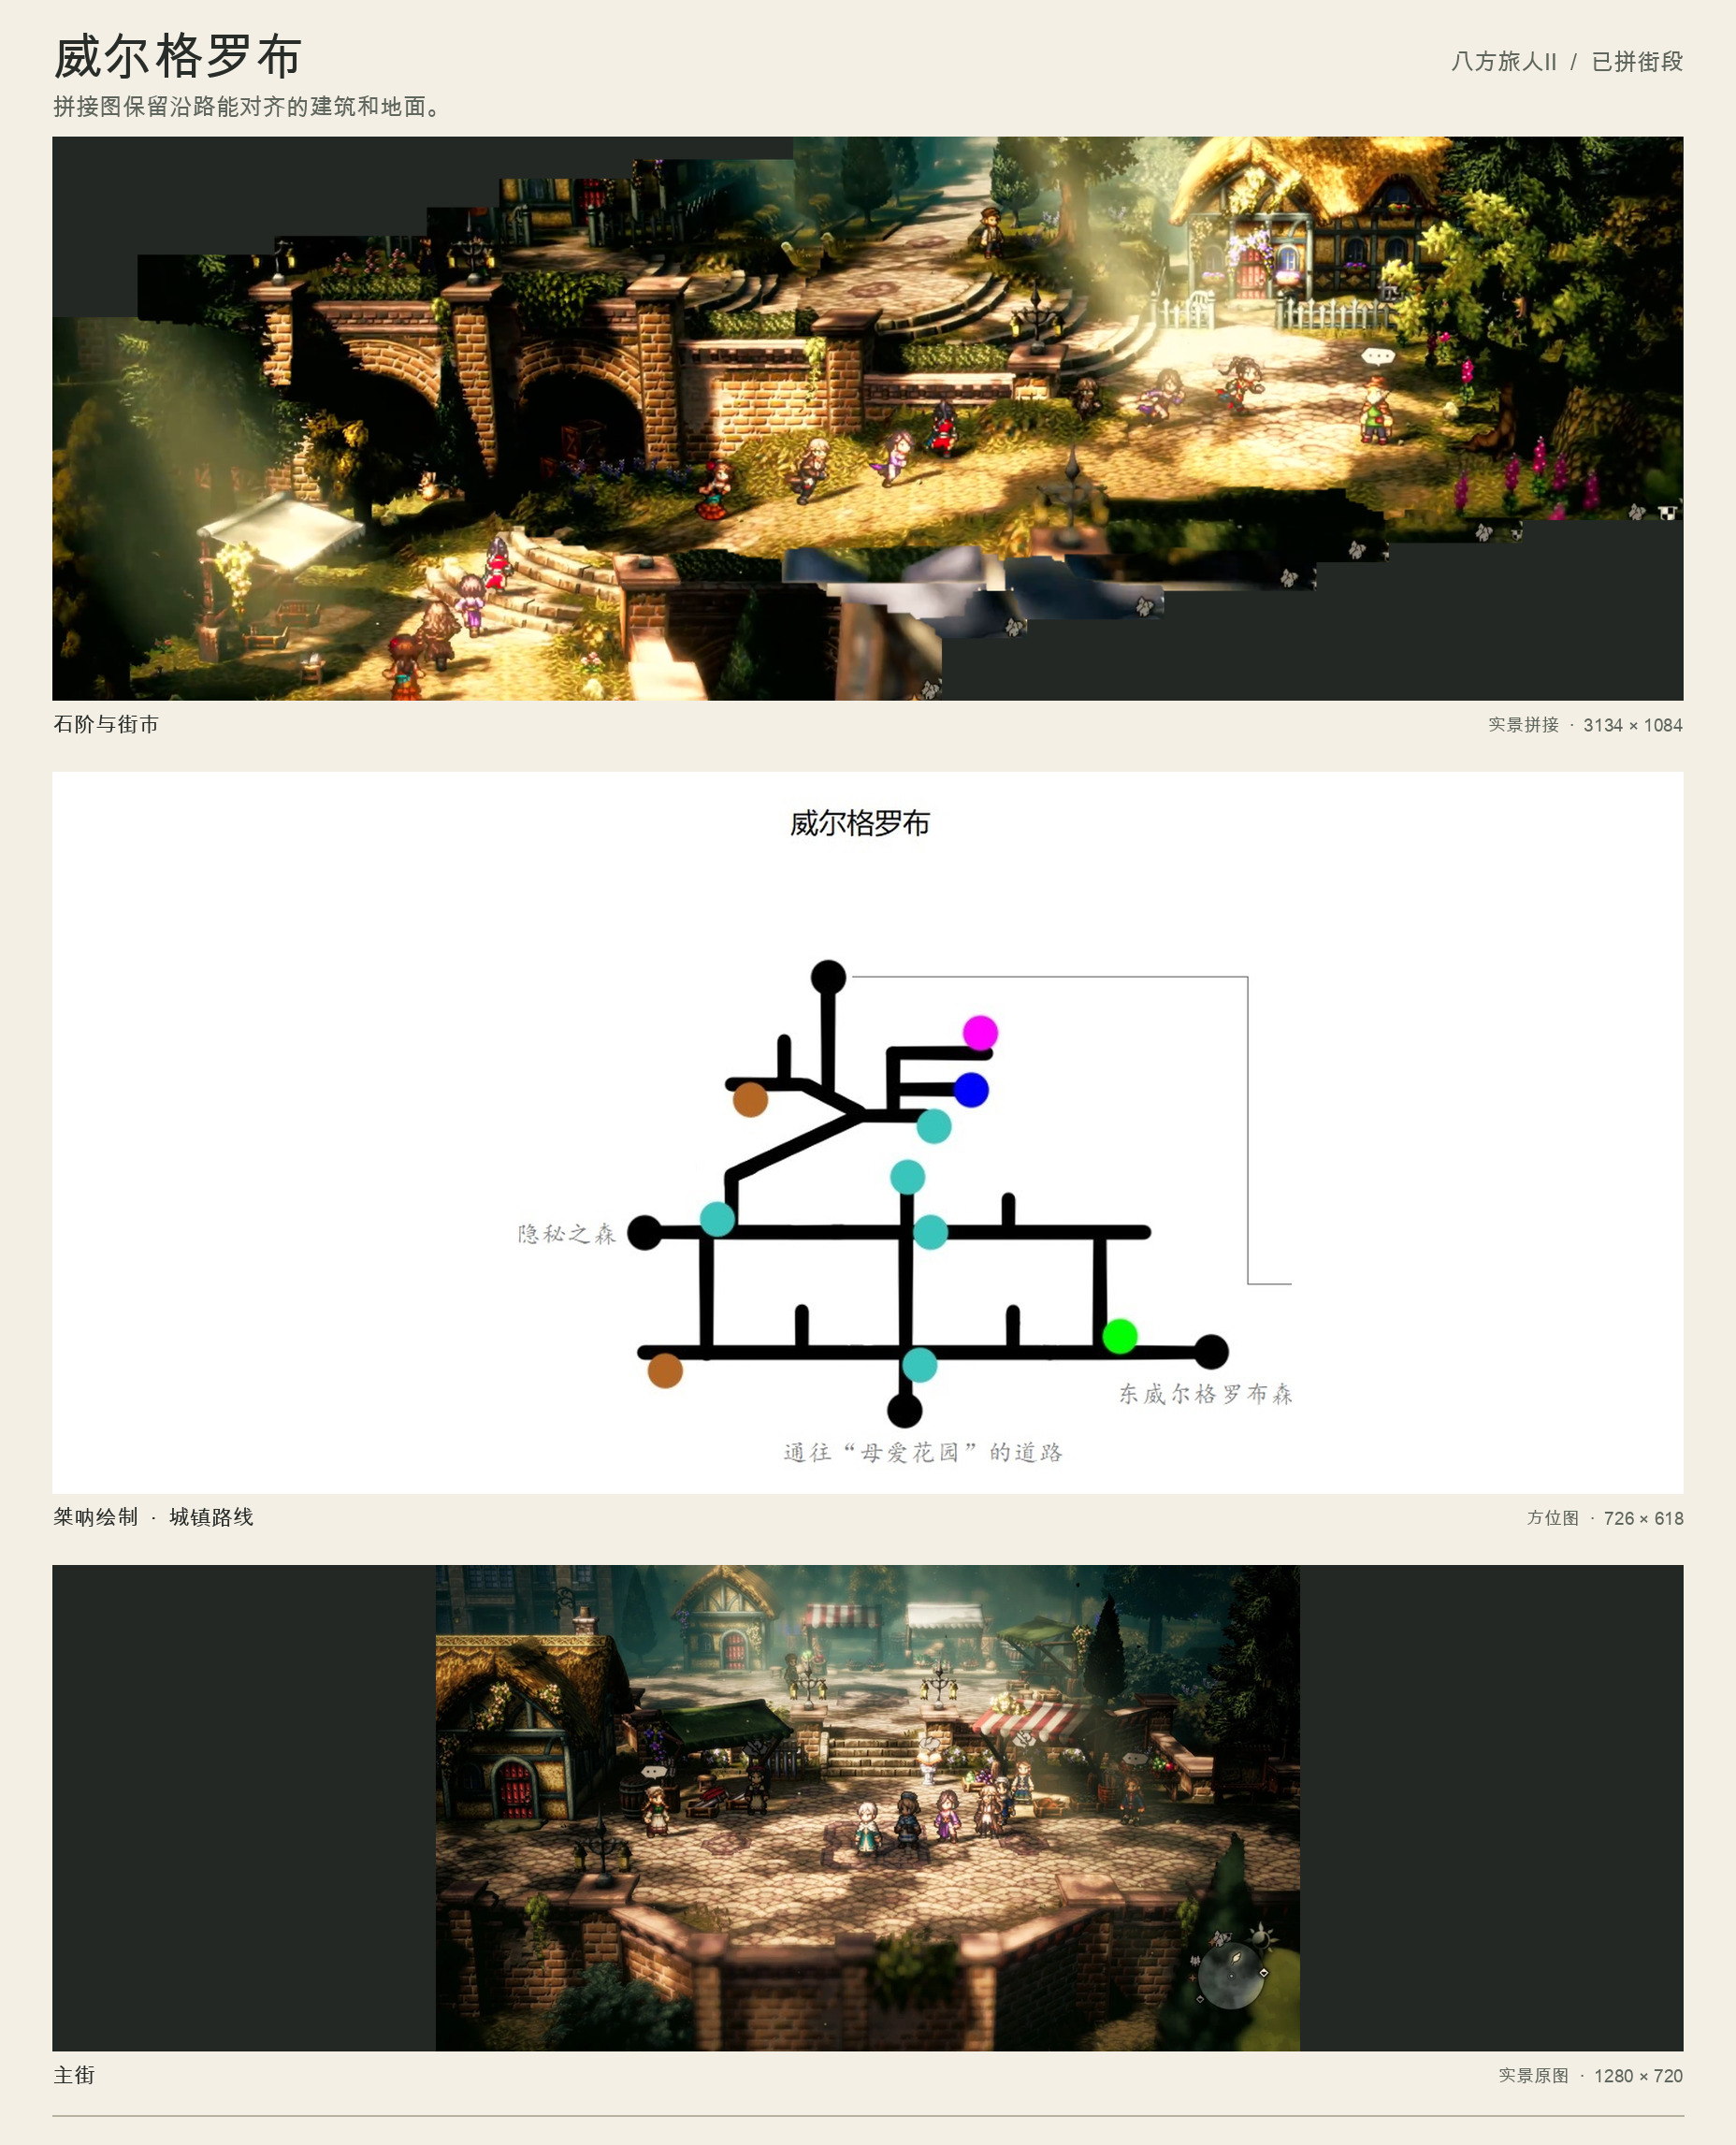 威尔格罗布
八方旅人II / 已拼街段
拼接图保留沿路能对齐的建筑和地面。
石阶与街市
实景拼接 · 3134 × 1084
威尔格罗布
隐秘之森
东威尔格罗布森
通往“母爱花园”的道路
桀呐绘制 · 城镇路线
方位图 · 726 × 618
主街
实景原图 · 1280 × 720